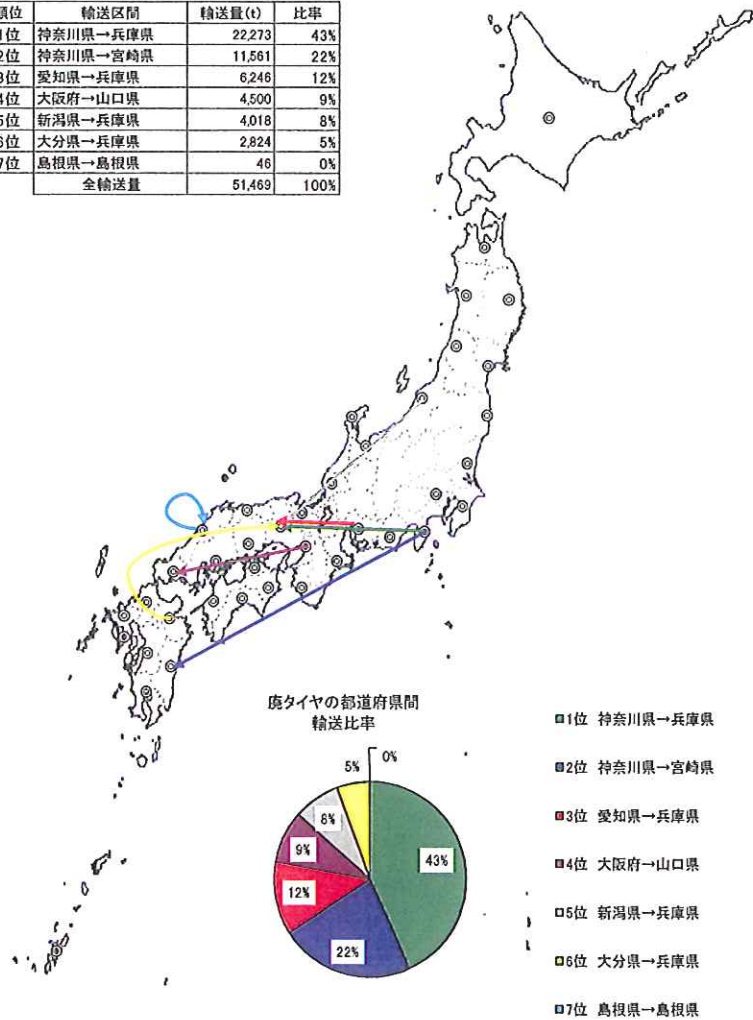 順位 輸送区間 輸送量(t) 比率
1位 神奈川県→兵庫県 22,273 43%
2位 神奈川県→宮崎県 11,561 22%
3位 愛知県→兵庫県 6,246 12%
4位 大阪府→山口県 4,500 9%
5位 新潟県→兵庫県 4,018 8%
6位 大分県→兵庫県 2,824 5%
7位 島根県→島根県 46 0%
全輸送量 51,469 100%
廃タイヤの都道府県間
輸送比率
0%
5%
8%
9%
43%
12%
22%
1位 神奈川県→兵庫県
2位 神奈川県→宮崎県
3位 愛知県→兵庫県
4位 大阪府→山口県
5位 新潟県→兵庫県
6位 大分県→兵庫県
7位 島根県→島根県